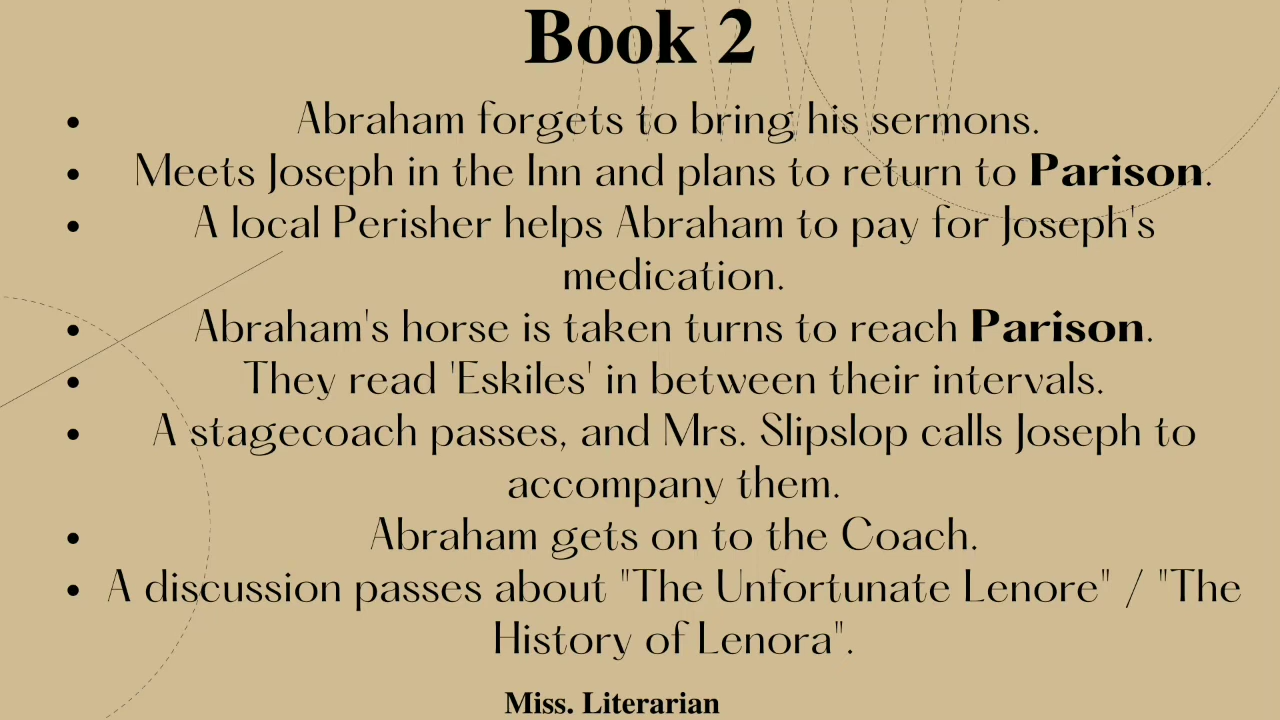 Book 2
• Abraham forgets to bring his sermons.
• Meets Joseph in the Inn and plans to return to Parison.
• A local Perisher helps Abraham to pay for Joseph's
medication.
• Abraham's horse is taken turns to reach Parison.
• They read 'Eskiles' in between their intervals.
• A stagecoach passes, and Mrs. Slipslop calls Joseph to
accompany them.
• Abraham gets on to the Coach.
• A discussion passes about "The Unfortunate Lenore" / "The
History of Lenora".
Miss. Literarian